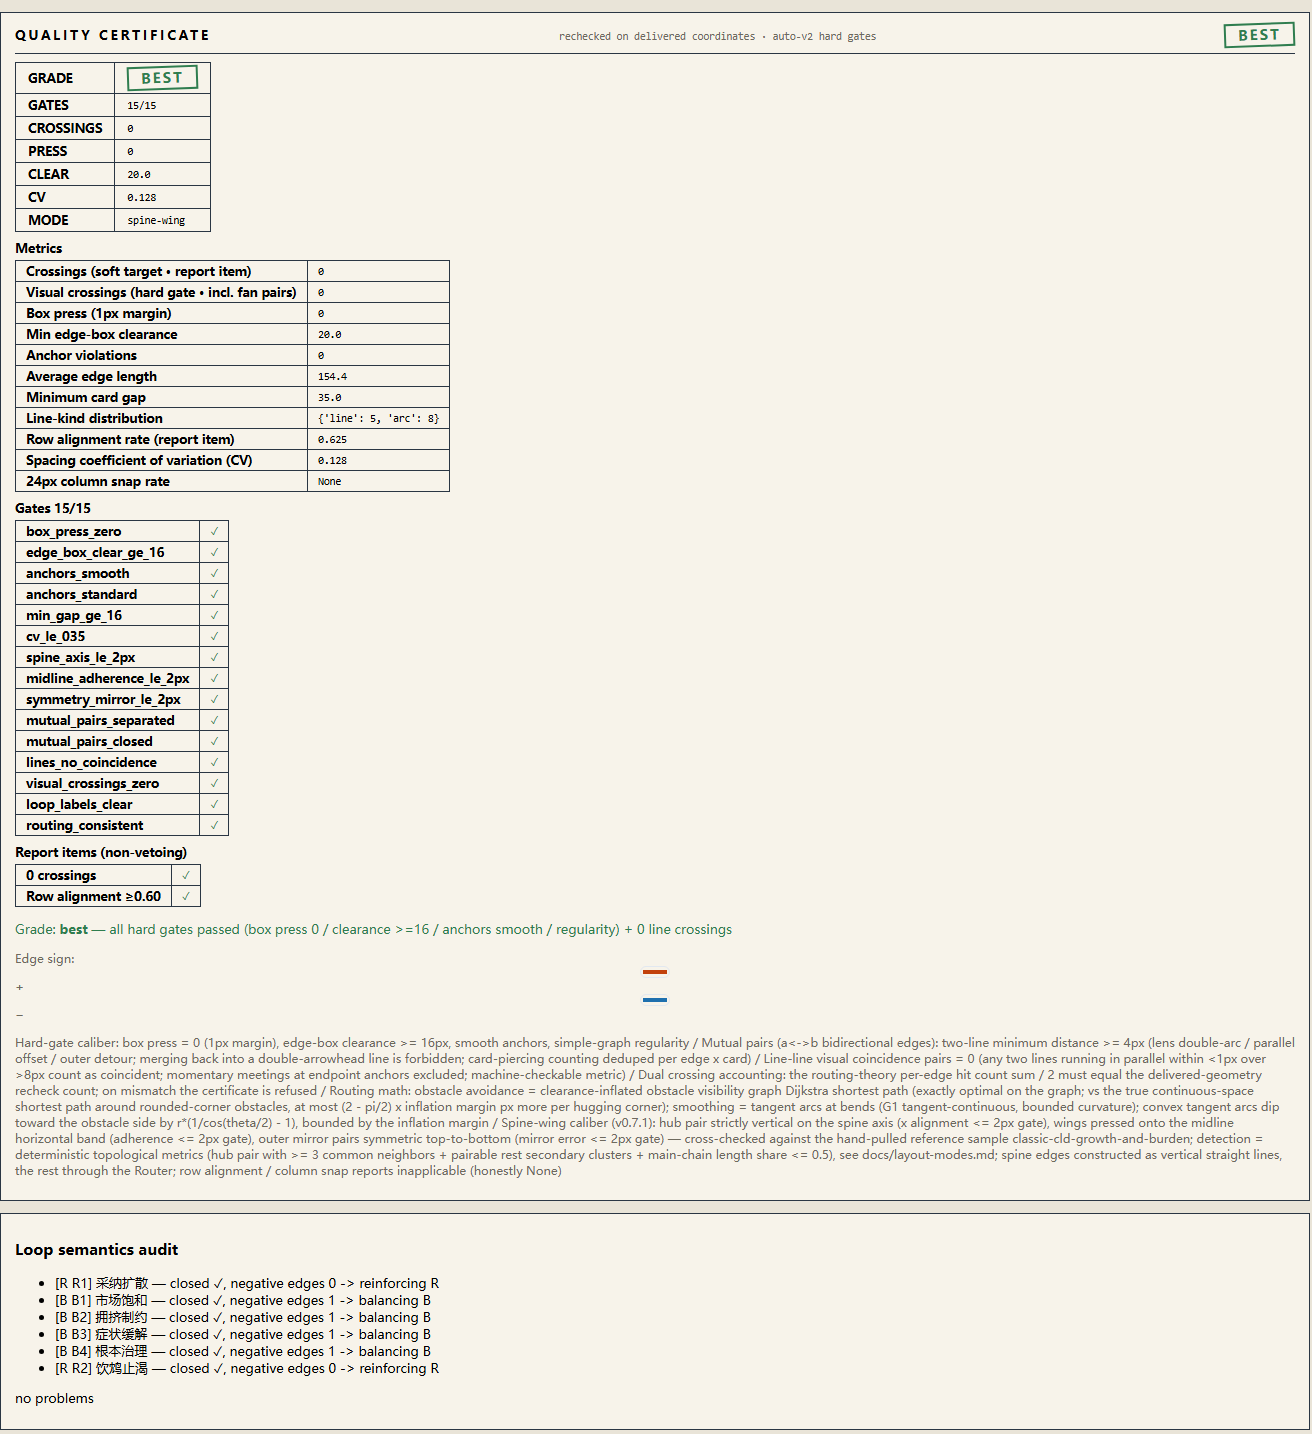 QUALITY CERTIFICATE rechecked on delivered coordinates · auto-v2 hard gates BEST
GRADE BEST
GATES 15/15
CROSSINGS 0
PRESS 0
CLEAR 20.0
CV 0.128
MODE spine-wing
Metrics
Crossings (soft target • report item) 0
Visual crossings (hard gate • incl. fan pairs) 0
Box press (1px margin) 0
Min edge-box clearance 20.0
Anchor violations 0
Average edge length 154.4
Minimum card gap 35.0
Line-kind distribution {'line': 5, 'arc': 8}
Row alignment rate (report item) 0.625
Spacing coefficient of variation (CV) 0.128
24px column snap rate None
Gates 15/15
box_press_zero ✓
edge_box_clear_ge_16 ✓
anchors_smooth ✓
anchors_standard ✓
min_gap_ge_16 ✓
cv_le_035 ✓
spine_axis_le_2px ✓
midline_adherence_le_2px ✓
symmetry_mirror_le_2px ✓
mutual_pairs_separated ✓
mutual_pairs_closed ✓
lines_no_coincidence ✓
visual_crossings_zero ✓
loop_labels_clear ✓
routing_consistent ✓
Report items (non-vetoing)
0 crossings ✓
Row alignment ≥0.60 ✓
Grade: best — all hard gates passed (box press 0 / clearance >=16 / anchors smooth / regularity) + 0 line crossings
Edge sign:
+
−
Hard-gate caliber: box press = 0 (1px margin), edge-box clearance >= 16px, smooth anchors, simple-graph regularity / Mutual pairs (a<->b bidirectional edges): two-line minimum distance >= 4px (lens double-arc / parallel
offset / outer detour; merging back into a double-arrowhead line is forbidden; card-piercing counting deduped per edge x card) / Line-line visual coincidence pairs = 0 (any two lines running in parallel within <1px over
>8px count as coincident; momentary meetings at endpoint anchors excluded; machine-checkable metric) / Dual crossing accounting: the routing-theory per-edge hit count sum / 2 must equal the delivered-geometry
recheck count; on mismatch the certificate is refused / Routing math: obstacle avoidance = clearance-inflated obstacle visibility graph Dijkstra shortest path (exactly optimal on the graph; vs the true continuous-space
shortest path around rounded-corner obstacles, at most (2 - pi/2) x inflation margin px more per hugging corner); smoothing = tangent arcs at bends (G1 tangent-continuous, bounded curvature); convex tangent arcs dip
toward the obstacle side by r*(1/cos(theta/2) - 1), bounded by the inflation margin / Spine-wing caliber (v0.7.1): hub pair strictly vertical on the spine axis (x alignment <= 2px gate), wings pressed onto the midline
horizontal band (adherence <= 2px gate), outer mirror pairs symmetric top-to-bottom (mirror error <= 2px gate) — cross-checked against the hand-pulled reference sample classic-cld-growth-and-burden; detection =
deterministic topological metrics (hub pair with >= 3 common neighbors + pairable rest secondary clusters + main-chain length share <= 0.5), see docs/layout-modes.md; spine edges constructed as vertical straight lines,
the rest through the Router; row alignment / column snap reports inapplicable (honestly None)
Loop semantics audit
• [R R1] 采纳扩散 — closed ✓, negative edges 0 -> reinforcing R
• [B B1] 市场饱和 — closed ✓, negative edges 1 -> balancing B
• [B B2] 拥挤制约 — closed ✓, negative edges 1 -> balancing B
• [B B3] 症状缓解 — closed ✓, negative edges 1 -> balancing B
• [B B4] 根本治理 — closed ✓, negative edges 1 -> balancing B
• [R R2] 饮鸩止渴 — closed ✓, negative edges 0 -> reinforcing R
no problems